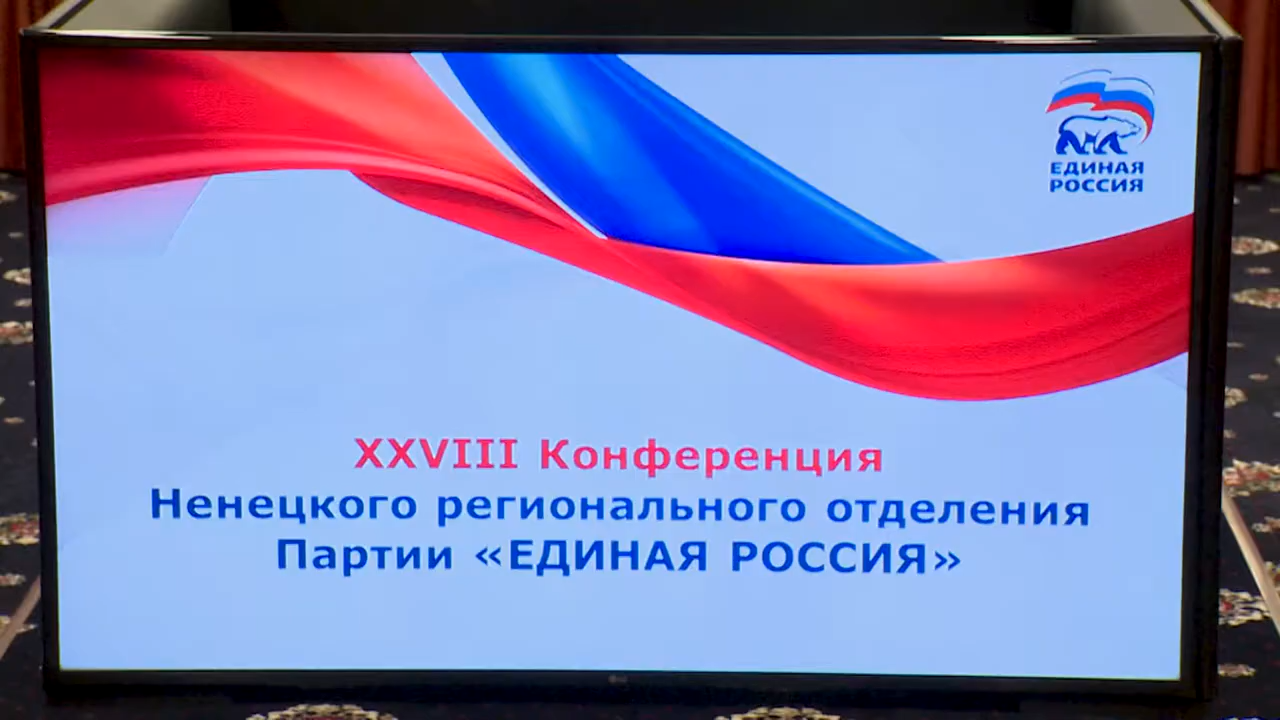 ЕДИНАЯ
РОССИЯ
XXVIII Конференция
Ненецкого регионального отделения
Партии «ЕДИНАЯ РОССИЯ»